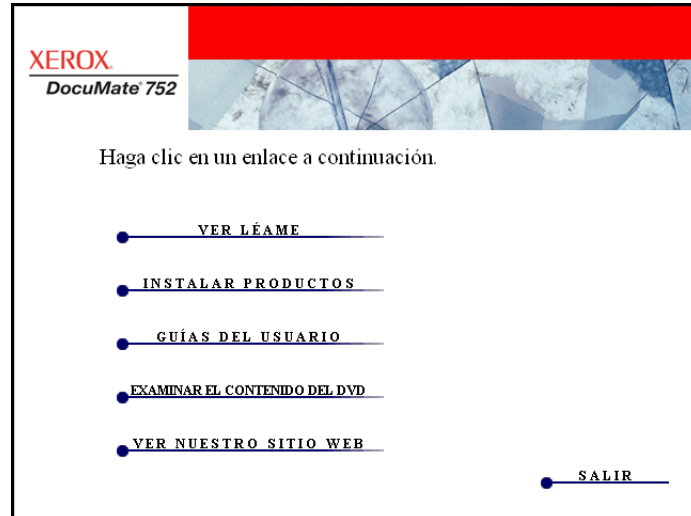 XEROX.
DocuMate® 752
Haga clic en un enlace a continuación.
VER LÉAME
INSTALAR PRODUCTOS
GUÍAS DEL USUARIO
EXAMINAR EL CONTENIDO DEL DVD
VER NUESTRO SITIO WEB
SALIR